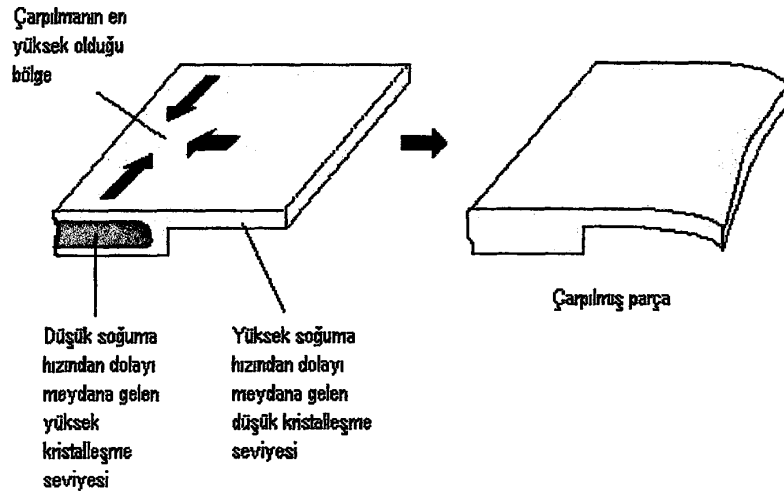 Çarpılmanın en
yüksek olduğu
bölge
Çarpılmış parça
Düşük soğuma
hızından dolayı
meydana gelen
yüksek
kristalleşme
seviyesi
Yüksek soğuma
hızından dolayı
meydana gelen
düşük kristalleşme
seviyesi